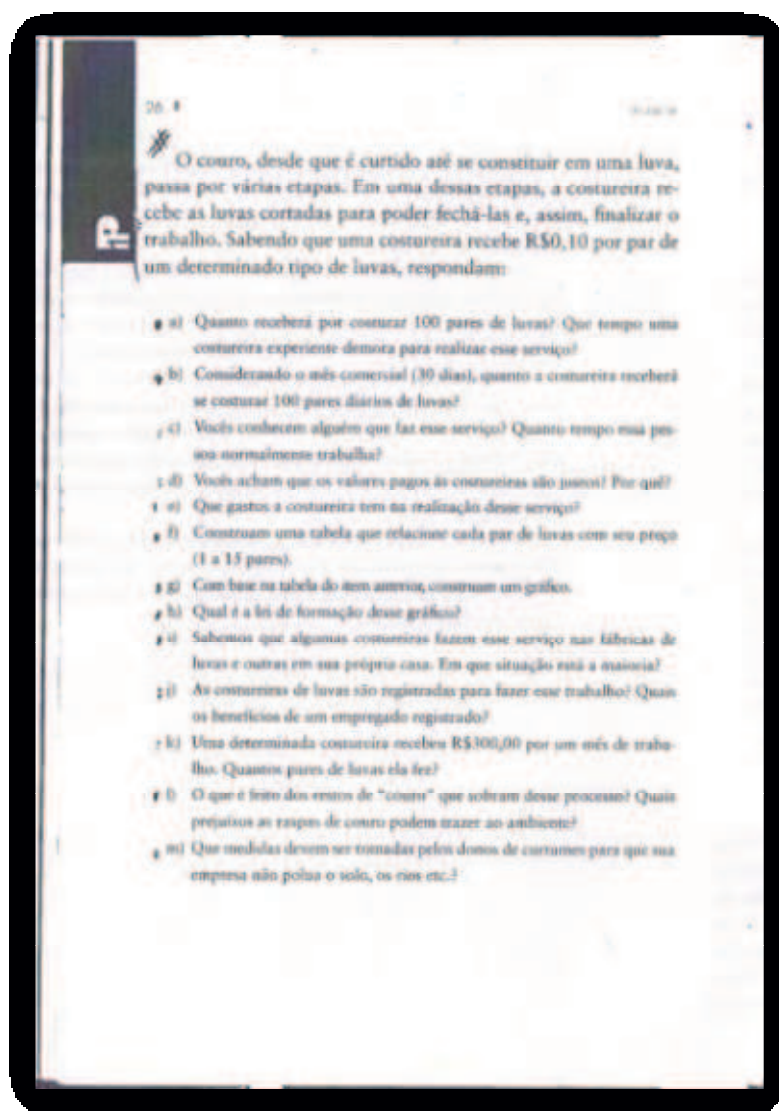 26
O couro, desde que é curtido até se constituir em uma luva,
passa por várias etapas. Em uma dessas etapas, a costureira re-
cebe as luvas cortadas para poder fechá-las e, assim, finalizar o
trabalho. Sabendo que uma costureira recebe R$0,10 por par de
um determinado tipo de luvas, respondam:
a) Quanto receberá por costurar 100 pares de luvas? Que tempo uma
costureira experiente demora para realizar esse serviço?
b) Considerando o mês comercial (30 dias), quanto a costureira receberá
se costurar 100 pares diários de luvas?
c) Vocês conhecem alguém que faz esse serviço? Quanto tempo essa pes-
soa normalmente trabalha?
d) Vocês acham que os valores pagos às costureiras são justos? Por quê?
e) Que gastos a costureira tem na realização desse serviço?
f) Construam uma tabela que relacione cada par de luvas com seu preço
(1 a 15 pares).
g) Com base na tabela do item anterior, construam um gráfico.
h) Qual é a lei de formação desse gráfico?
i) Sabemos que algumas costureiras fazem esse serviço nas fábricas de
luvas e outras em sua própria casa. Em que situação está a maioria?
j) As costureiras de luvas são registradas para fazer esse trabalho? Quais
os benefícios de um empregado registrado?
k) Uma determinada costureira recebeu R$300,00 por um mês de traba-
lho. Quantos pares de luvas ela fez?
l) O que é feito dos restos de "couro" que sobram desse processo? Quais
prejuízos as raspas de couro podem trazer ao ambiente?
m) Que medidas devem ser tomadas pelos donos de curtumes para que sua
empresa não polua o solo, os rios etc.?